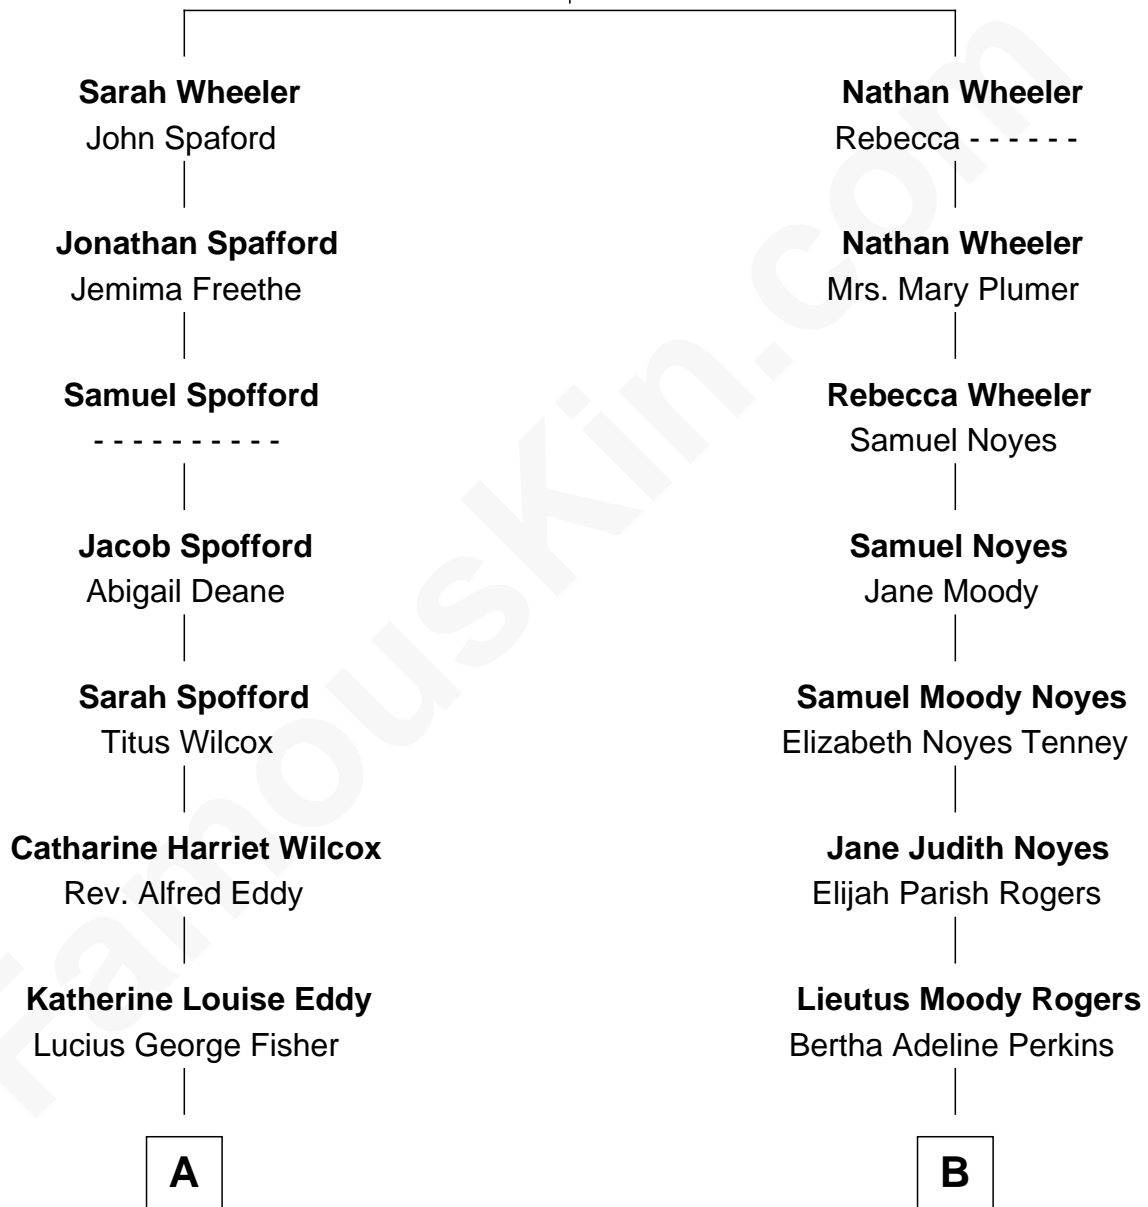 Sarah Wheeler
John Spaford
Jonathan Spafford
Jemima Freethe
Samuel Spofford
- - - - - - - - - -
Jacob Spofford
Abigail Deane
Sarah Spofford
Titus Wilcox
Catharine Harriet Wilcox
Rev. Alfred Eddy
Katherine Louise Eddy
Lucius George Fisher
A
Nathan Wheeler
Rebecca - - - - - -
Nathan Wheeler
Mrs. Mary Plumer
Rebecca Wheeler
Samuel Noyes
Samuel Noyes
Jane Moody
Samuel Moody Noyes
Elizabeth Noyes Tenney
Jane Judith Noyes
Elijah Parish Rogers
Lieutus Moody Rogers
Bertha Adeline Perkins
B
FamousKin.com